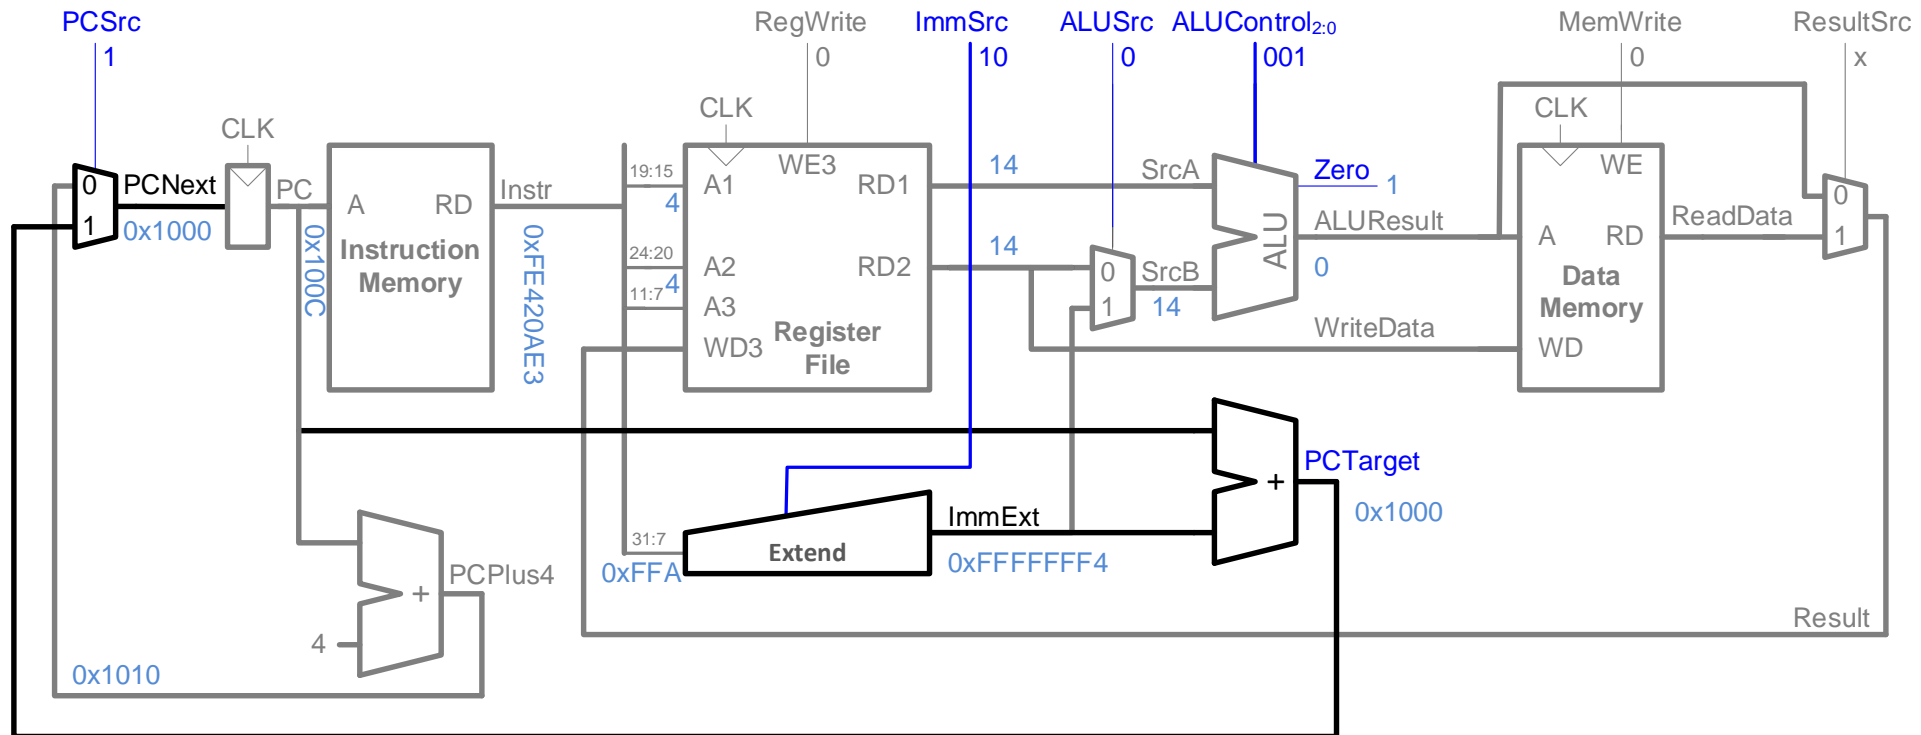 PCSrc
1
RegWrite
0
ImmSrc
10
ALUSrc
0
ALUControl2:0
001
MemWrite
0
ResultSrc
x
0
1
PCNext
0x1000
CLK
PC
0x100C
A
RD
Instruction
Memory
Instr
0xFE420AE3
19:15
4
24:20
4
11:7
CLK
WE3
A1
RD1
A2
RD2
A3
WD3
Register
File
14
14
0
1
SrcA
SrcB
14
ALU
Zero
1
ALUResult
0
WriteData
CLK
WE
A
RD
Data
Memory
WD
ReadData
0
1
31:7
0xFFA
Extend
ImmExt
0xFFFFFFF4
+
PCTarget
0x1000
+
4
PCPlus4
0x1010
Result